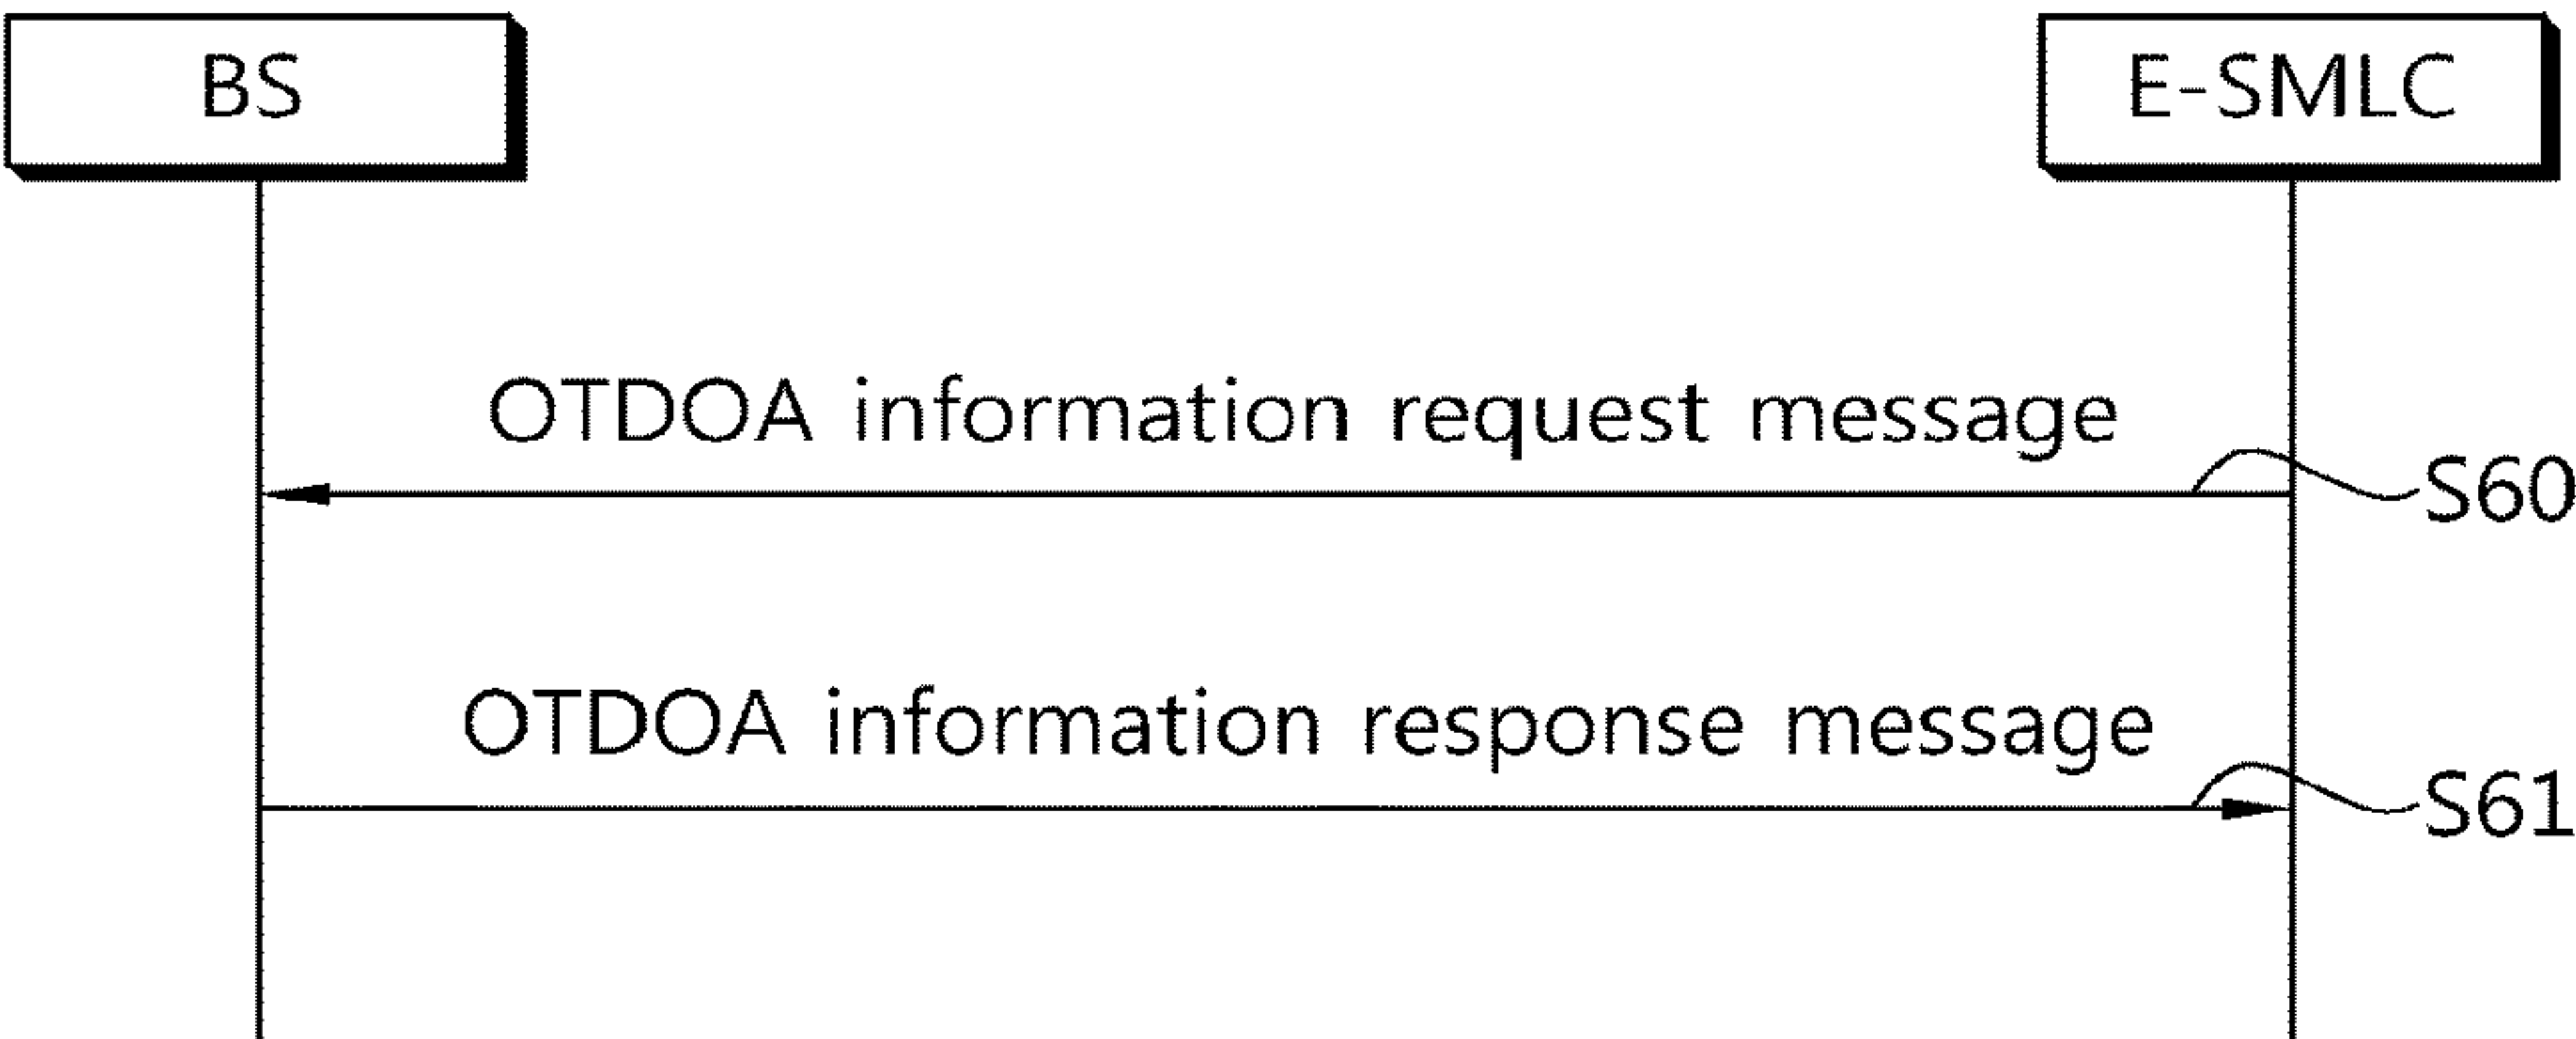 BS
E-SMLC
OTDOA information request message
S60
OTDOA information response message
S61